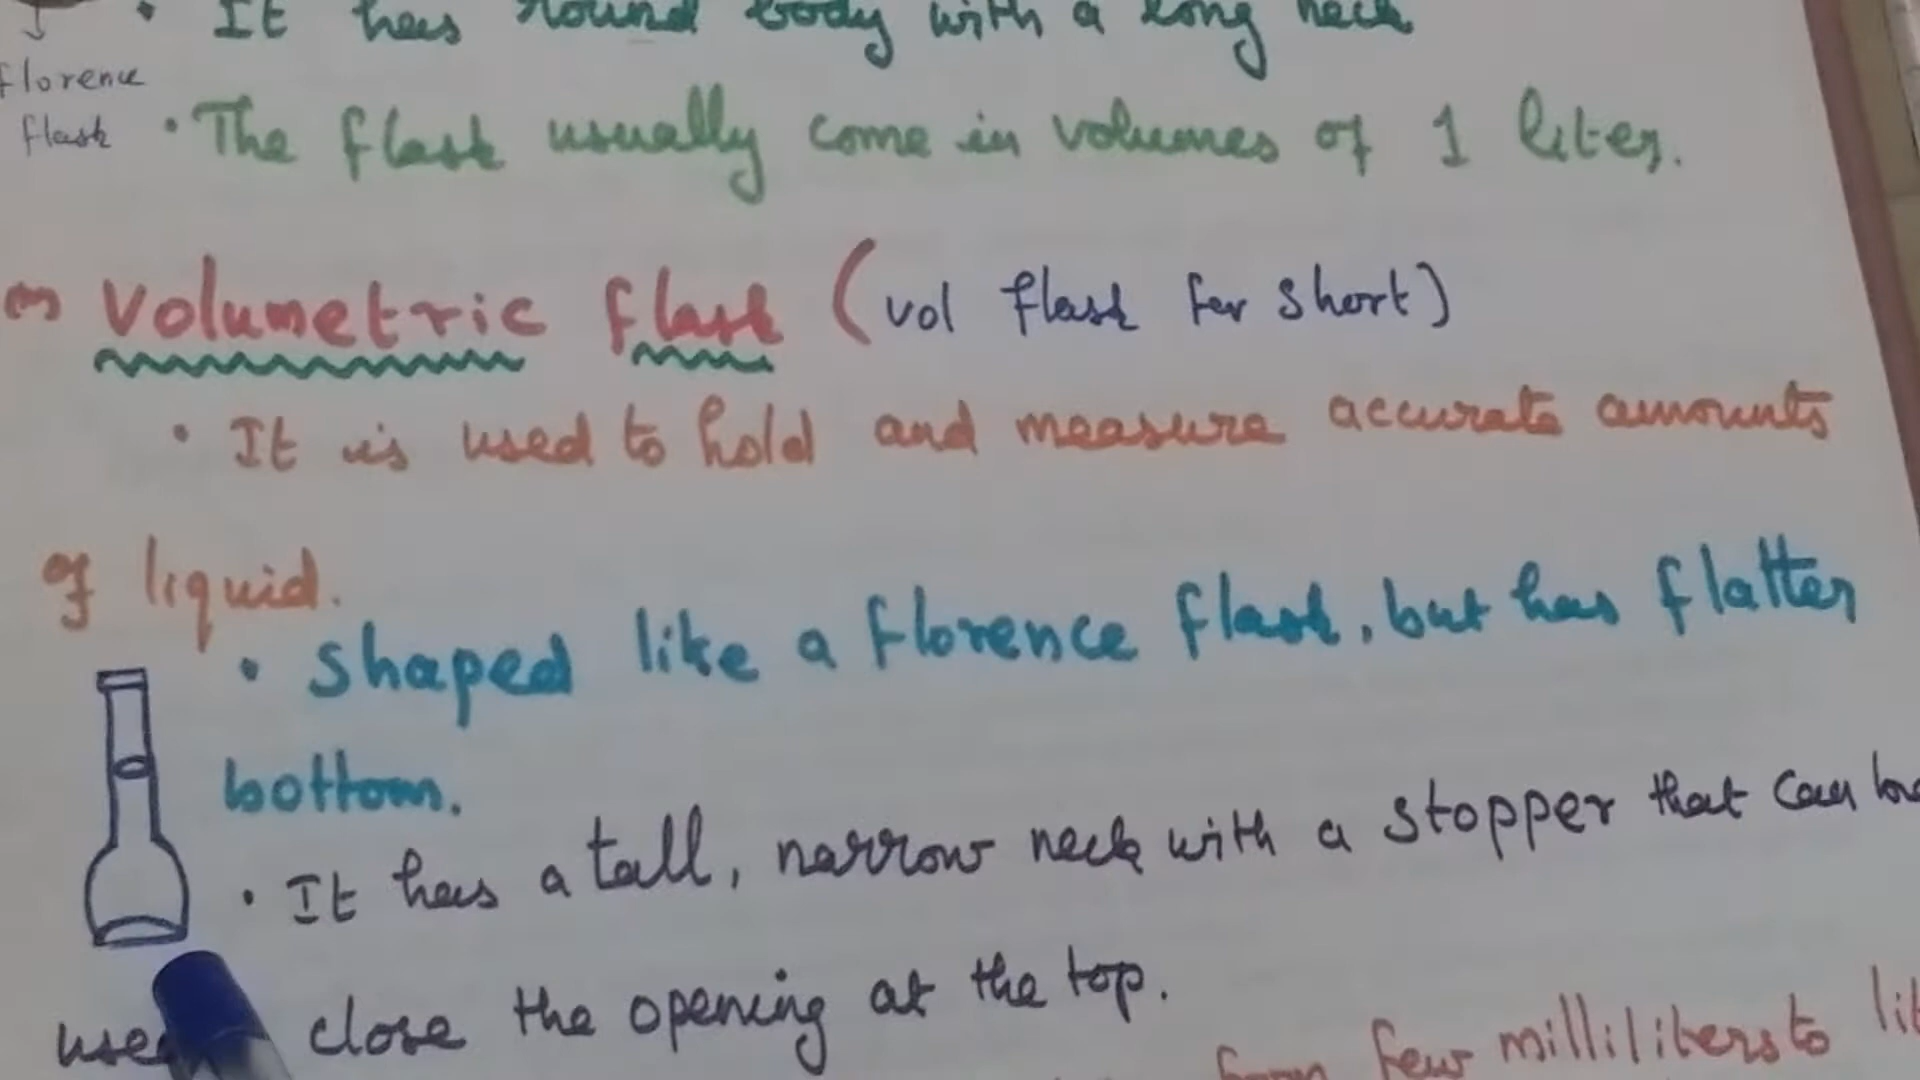 • It has round body with a long neck
florence
flask
• The flask usually come in volumes of 1 liter.
Volumetric flask (vol flask for short)
• It is used to hold and measure accurate amounts
of liquid.
• Shaped like a florence flask, but has flatter
bottom.
• It has a tall, narrow neck with a stopper that can
close the opening at the top.
from few milliliters to